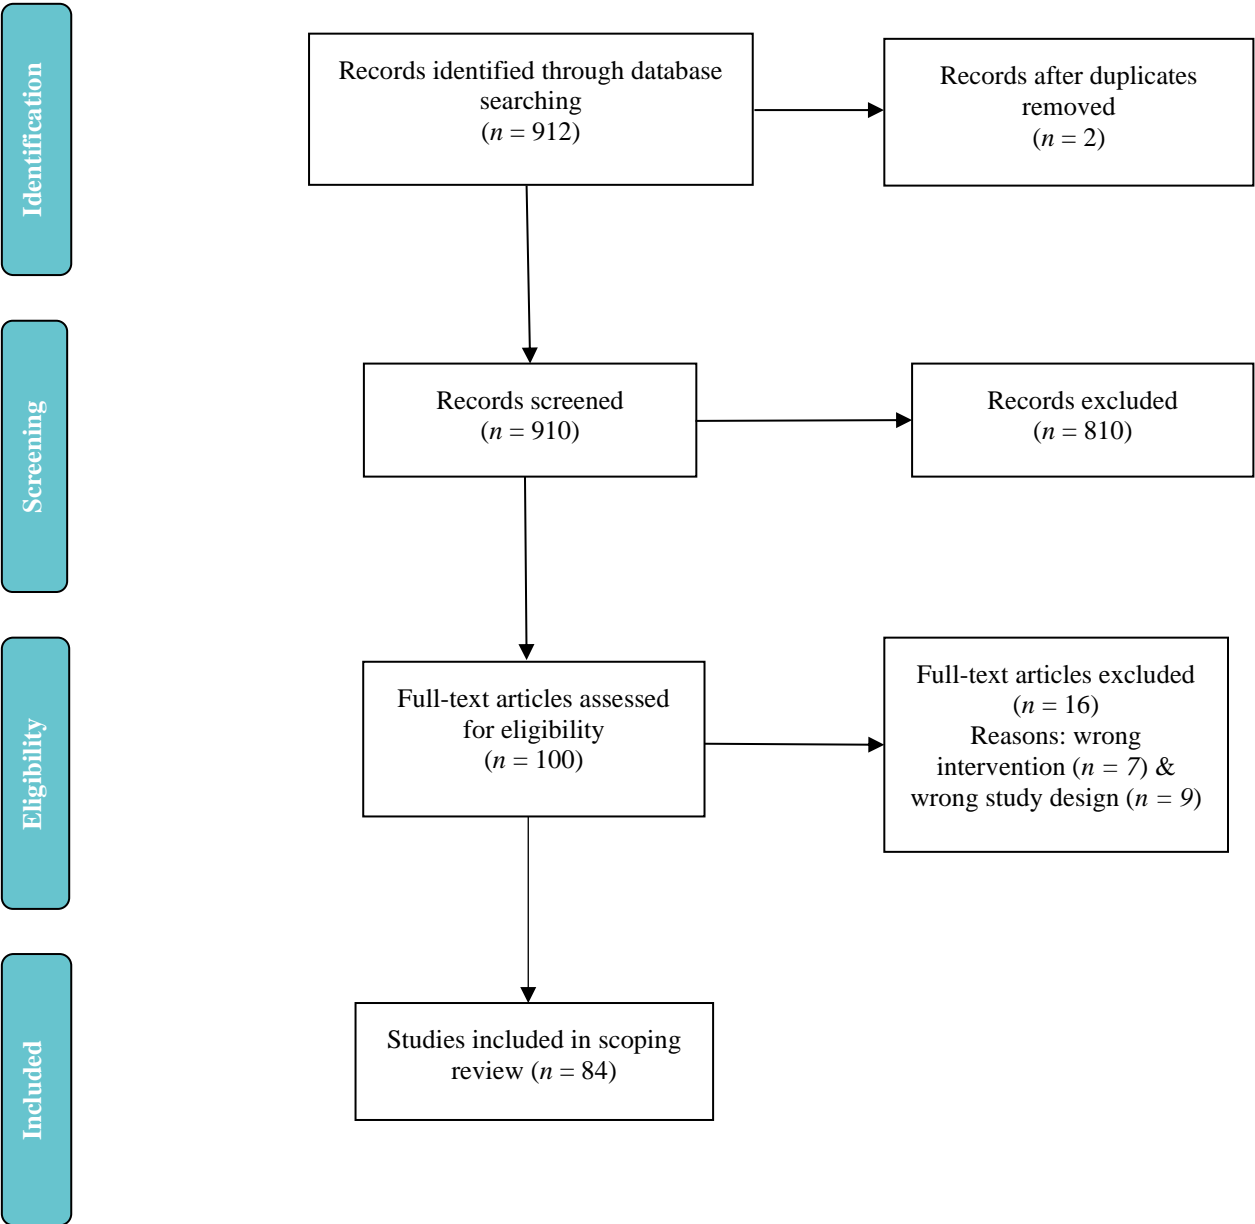 Identification
Records identified through database
searching
(n = 912)
Records after duplicates
removed
(n = 2)
Screening
Records screened
(n = 910)
Records excluded
(n = 810)
Eligibility
Full-text articles assessed
for eligibility
(n = 100)
Full-text articles excluded
(n = 16)
Reasons: wrong
intervention (n = 7) &
wrong study design (n = 9)
Included
Studies included in scoping
review (n = 84)